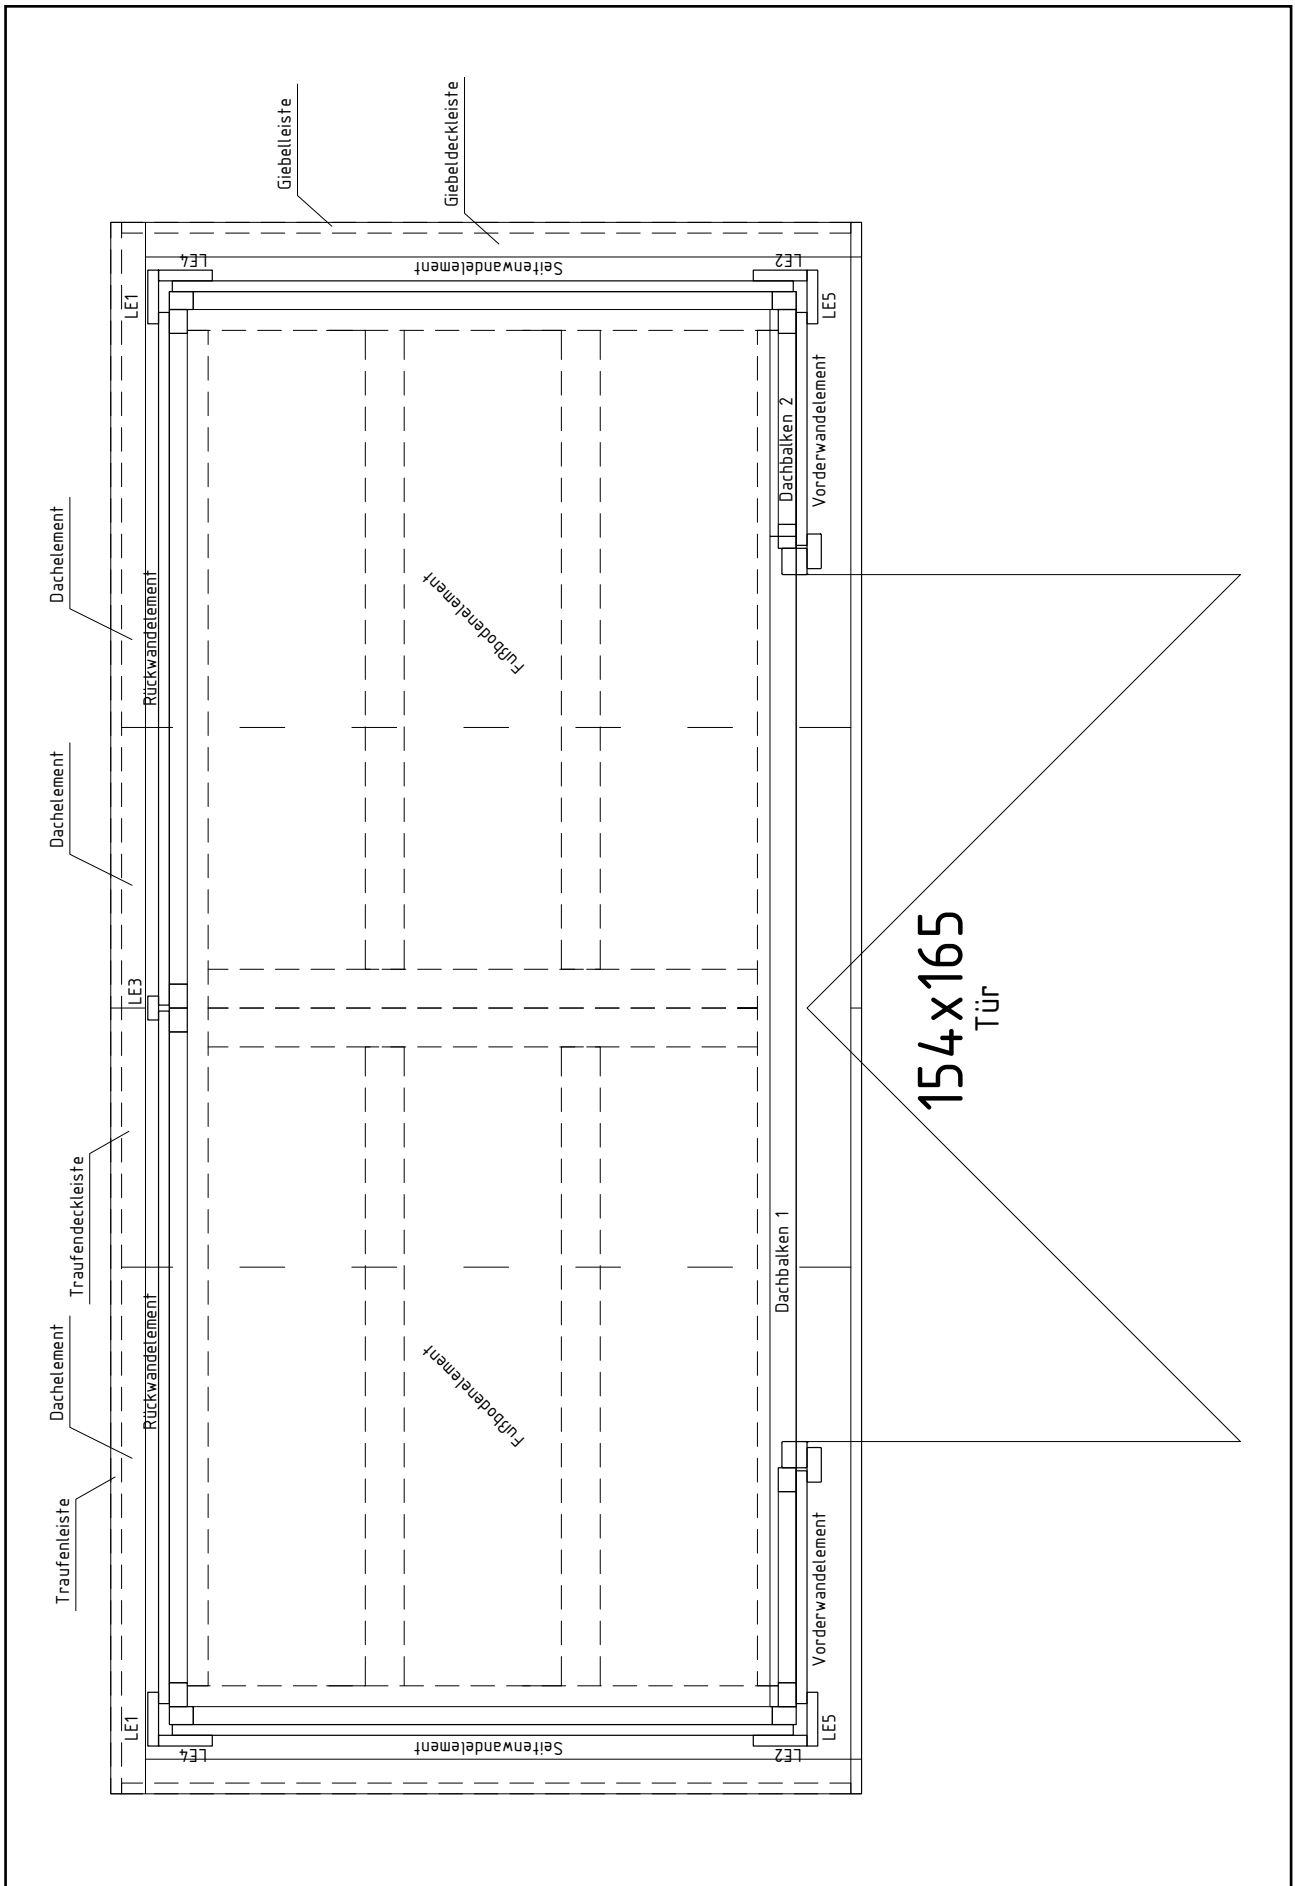 Giebelleiste
Giebeldeckleiste
LE4
Seitenwandelement
LE2
LE1
LE5
Dachelement
Rückwandelement
Fußbodenelement
Dachbalken 2
Vorderwandelement
Dachelement
LE3
154x165
Tür
Traufendeckleiste
Dachelement
Rückwandelement
Fußbodenelement
Dachbalken 1
Traufenleiste
Vorderwandelement
LE1
LE5
LE4
Seitenwandelement
LE2